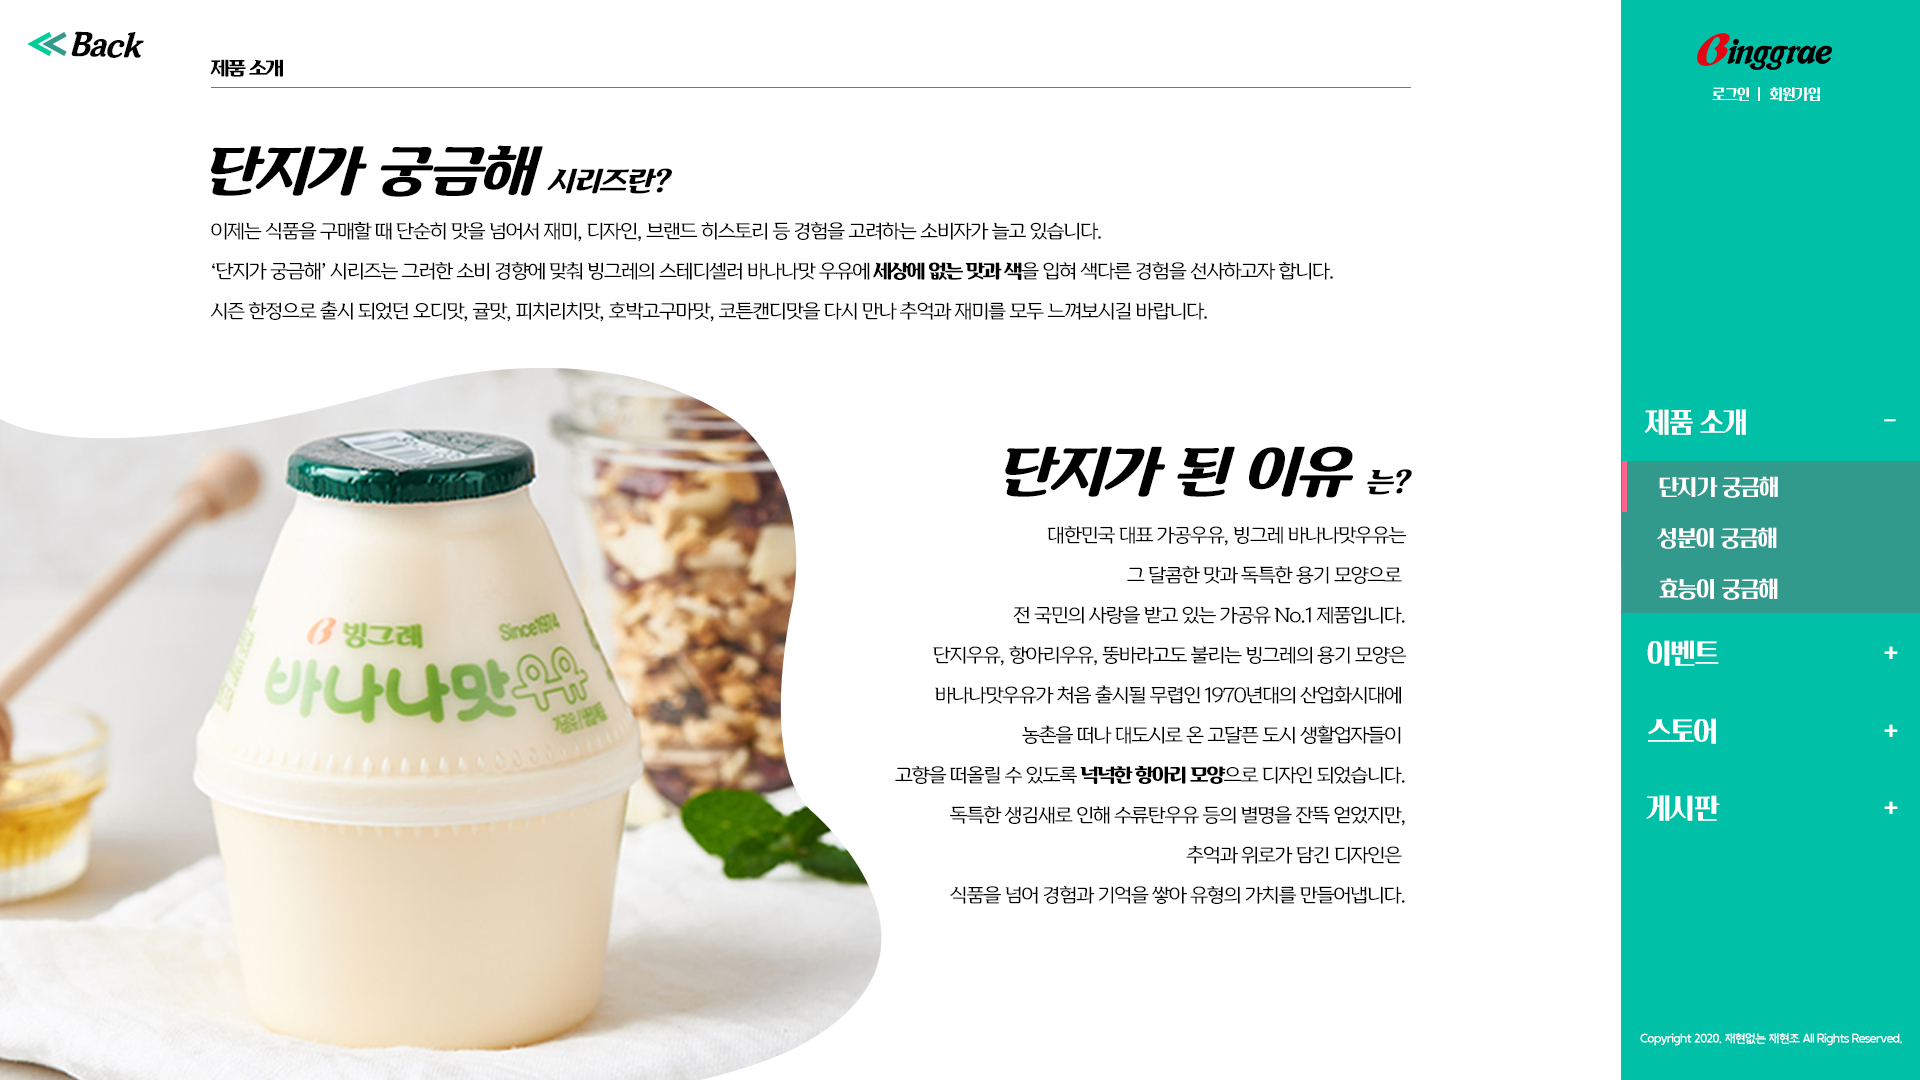 Back
제품 소개
단지가 궁금해 시리즈란?
이제는 식품을 구매할 때 단순히 맛을 넘어서 재미, 디자인, 브랜드 히스토리 등 경험을 고려하는 소비자가 늘고 있습니다.
‘단지가 궁금해’ 시리즈는 그러한 소비 경향에 맞춰 빙그레의 스테디셀러 바나나맛 우유에 세상에 없는 맛과 색을 입혀 색다른 경험을 선사하고자 합니다.
시즌 한정으로 출시 되었던 오디맛, 귤맛, 피치리치맛, 호박고구마맛, 코튼캔디맛을 다시 만나 추억과 재미를 모두 느껴보시길 바랍니다.
빙그레
Since1974
바나나맛우유
단지가 된 이유 는?
대한민국 대표 가공우유, 빙그레 바나나맛우유는
그 달콤한 맛과 독특한 용기 모양으로
전 국민의 사랑을 받고 있는 가공유 No.1 제품입니다.
단지우유, 항아리우유, 뚱바라고도 불리는 빙그레의 용기 모양은
바나나맛우유가 처음 출시될 무렵인 1970년대의 산업화시대에
농촌을 떠나 대도시로 온 고달픈 도시 생활업자들이
고향을 떠올릴 수 있도록 넉넉한 항아리 모양으로 디자인 되었습니다.
독특한 생김새로 인해 수류탄우유 등의 별명을 잔뜩 얻었지만,
추억과 위로가 담긴 디자인은
식품을 넘어 경험과 기억을 쌓아 유형의 가치를 만들어냅니다.
Binggrae
로그인 | 회원가입
제품 소개 −
단지가 궁금해
성분이 궁금해
효능이 궁금해
이벤트 +
스토어 +
게시판 +
Copyright 2020. 재현없는 재현조 All Rights Reserved.